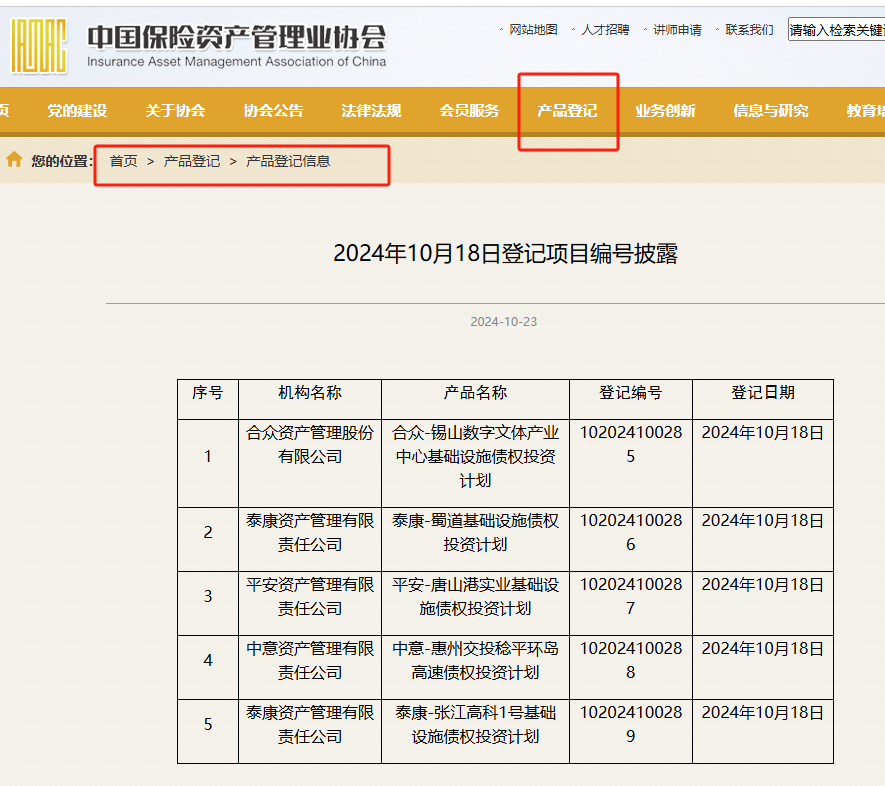 中国保险资产管理业协会
Insurance Asset Management Association of China
· 网站地图 · 人才招聘 · 讲师申请 · 联系我们
请输入检索关键
页 党的建设 关于协会 协会公告 法律法规 会员服务 产品登记 业务创新 信息与研究 教育
您的位置: 首页 > 产品登记 > 产品登记信息
2024年10月18日登记项目编号披露
2024-10-23
序号 机构名称 产品名称 登记编号 登记日期
1
合众资产管理股份
有限公司
合众-锡山数字文体产业
中心基础设施债权投资
计划
10202410028
5
2024年10月18日
2
泰康资产管理有限
责任公司
泰康-蜀道基础设施债权
投资计划
10202410028
6
2024年10月18日
3
平安资产管理有限
责任公司
平安-唐山港实业基础设
施债权投资计划
10202410028
7
2024年10月18日
4
中意资产管理有限
责任公司
中意-惠州交投稔平环岛
高速债权投资计划
10202410028
8
2024年10月18日
5
泰康资产管理有限
责任公司
泰康-张江高科1号基础
设施债权投资计划
10202410028
9
2024年10月18日